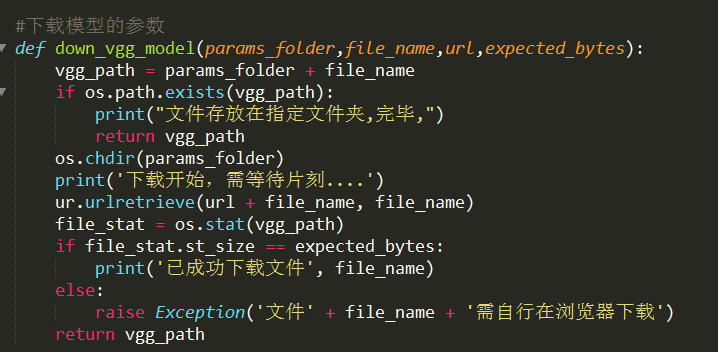 #下载模型的参数
def down_vgg_model(params_folder,file_name,url,expected_bytes):
    vgg_path = params_folder + file_name
    if os.path.exists(vgg_path):
        print("文件存放在指定文件夹,完毕,")
        return vgg_path
    os.chdir(params_folder)
    print('下载开始，需等待片刻....')
    ur.urlretrieve(url + file_name, file_name)
    file_stat = os.stat(vgg_path)
    if file_stat.st_size == expected_bytes:
        print('已成功下载文件', file_name)
    else:
        raise Exception('文件' + file_name + '需自行在浏览器下载')
    return vgg_path